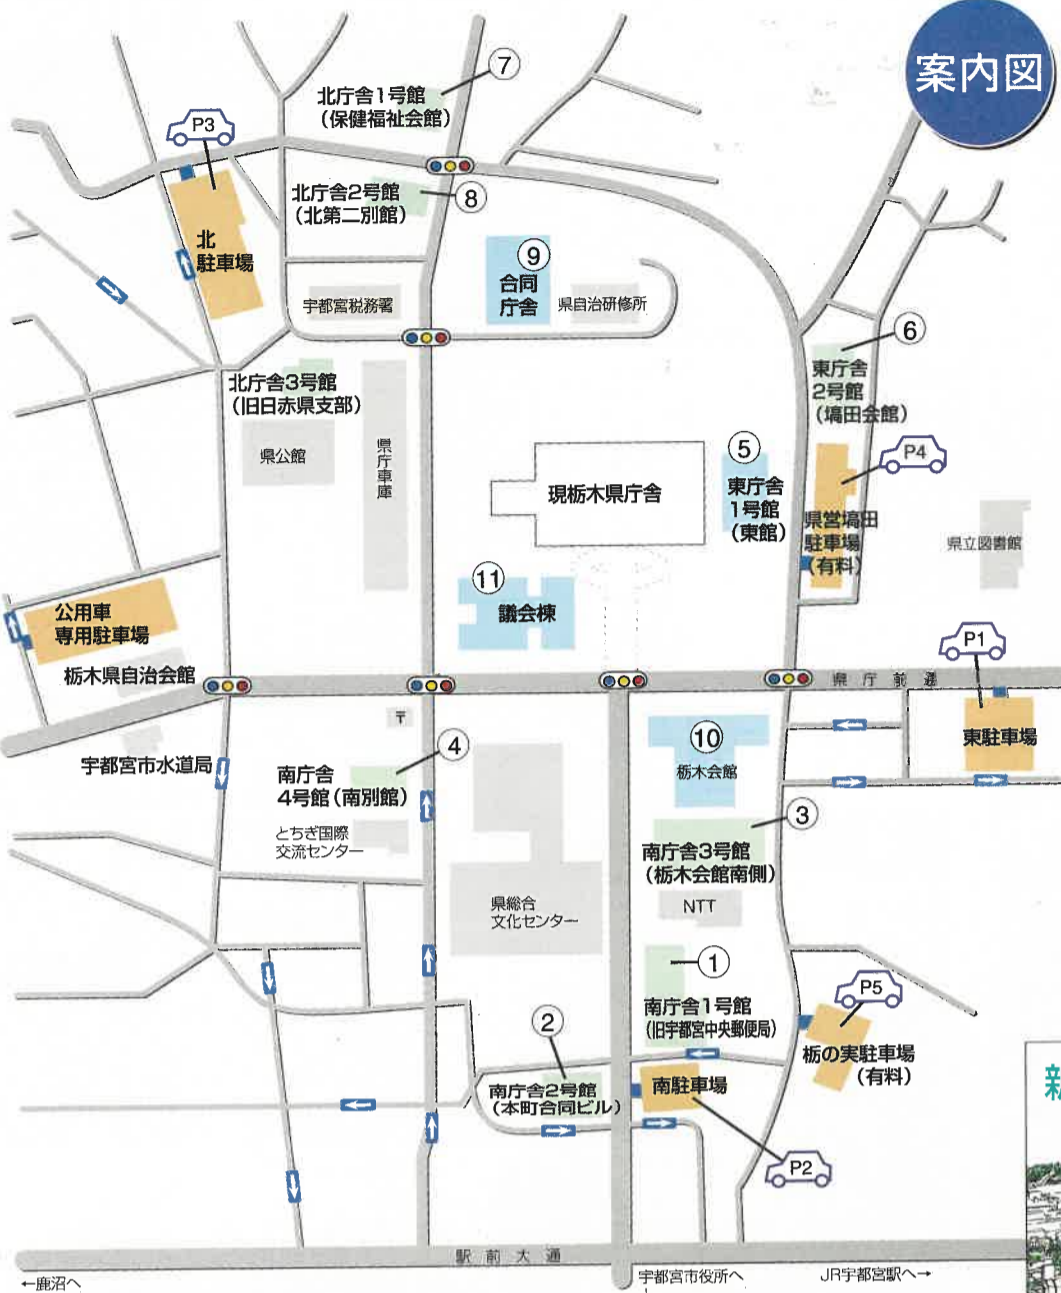 案内図
⑦
北庁舎1号館
(保健福祉会館)
P3
北庁舎2号館
(北第二別館)
⑧
北
駐車場
⑨
合同
庁舎
県自治研修所
宇都宮税務署
⑥
東庁舎
2号館
(塙田会館)
北庁舎3号館
(旧日赤県支部)
県公館
県庁車庫
現栃木県庁舎
⑤
東庁舎
1号館
(東館)
P4
県営塙田
駐車場
(有料)
県立図書館
⑪
議会棟
公用車
専用駐車場
栃木県自治会館
P1
県庁前通
東駐車場
〒
宇都宮市水道局
④
南庁舎
4号館(南別館)
とちぎ国際
交流センター
⑩
栃木会館
③
南庁舎3号館
(栃木会館南側)
NTT
県総合
文化センター
①
南庁舎1号館
(旧宇都宮中央郵便局)
P5
栃の実駐車場
(有料)
②
南庁舎2号館
(本町合同ビル)
南駐車場
P2
新
駅前大通
←鹿沼へ
宇都宮市役所へ
JR宇都宮駅へ→